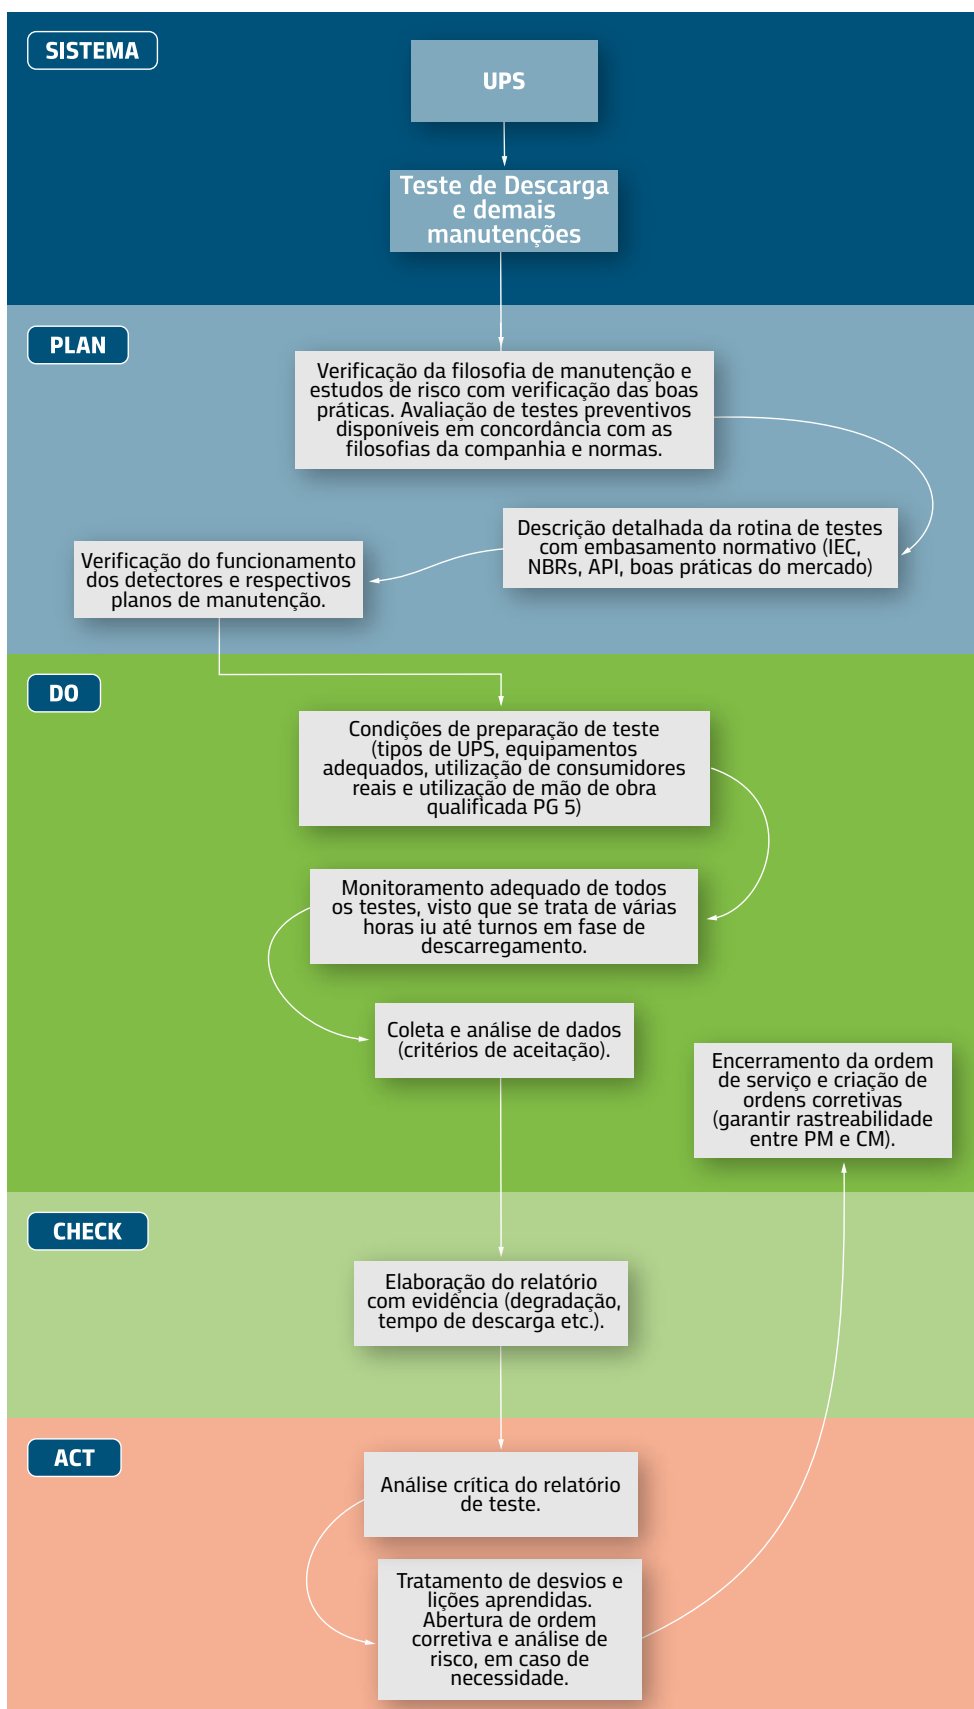 SISTEMA
UPS
Teste de Descarga
e demais
manutenções
PLAN
Verificação da filosofia de manutenção e
estudos de risco com verificação das boas
práticas. Avaliação de testes preventivos
disponíveis em concordância com as
filosofias da companhia e normas.
Descrição detalhada da rotina de testes
com embasamento normativo (IEC,
NBRs, API, boas práticas do mercado)
Verificação do funcionamento
dos detectores e respectivos
planos de manutenção.
DO
Condições de preparação de teste
(tipos de UPS, equipamentos
adequados, utilização de consumidores
reais e utilização de mão de obra
qualificada PG 5)
Monitoramento adequado de todos
os testes, visto que se trata de várias
horas iu até turnos em fase de
descarregamento.
Coleta e análise de dados
(critérios de aceitação).
Encerramento da ordem
de serviço e criação de
ordens corretivas
(garantir rastreabilidade
entre PM e CM).
CHECK
Elaboração do relatório
com evidência (degradação,
tempo de descarga etc.).
ACT
Análise crítica do relatório
de teste.
Tratamento de desvios e
lições aprendidas.
Abertura de ordem
corretiva e análise de
risco, em caso de
necessidade.